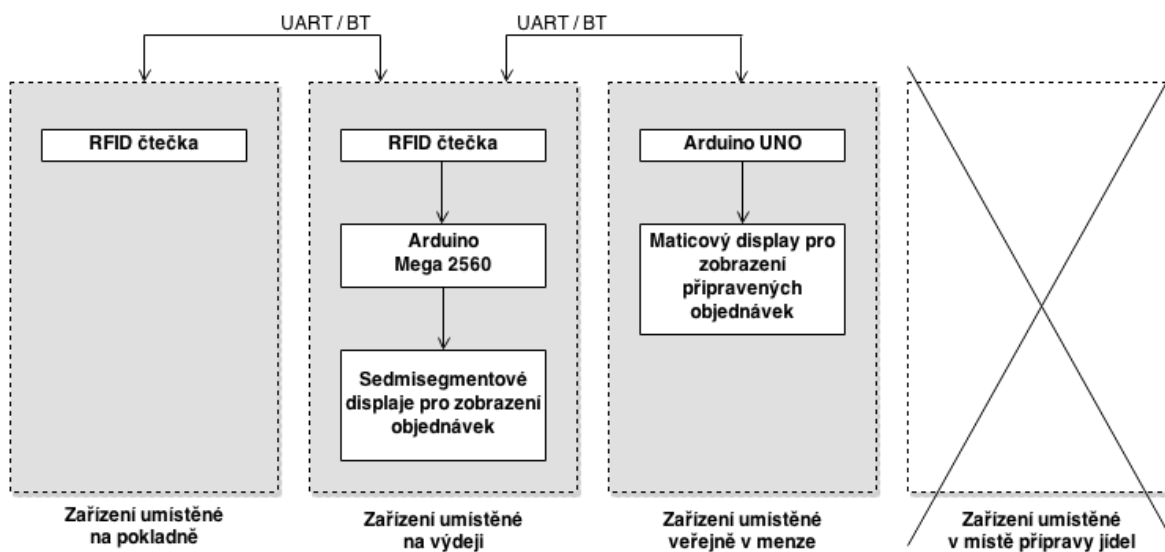 UART / BT
UART / BT
RFID čtečka
RFID čtečka
Arduino UNO
Arduino
Mega 2560
Maticový display pro
zobrazení
připravených
objednávek
Sedmisegmentové
displaje pro zobrazení
objednávek
Zařízení umístěné
na pokladně
Zařízení umístěné
na výdeji
Zařízení umístěné
veřejně v menze
Zařízení umístěné
v místě přípravy jídel